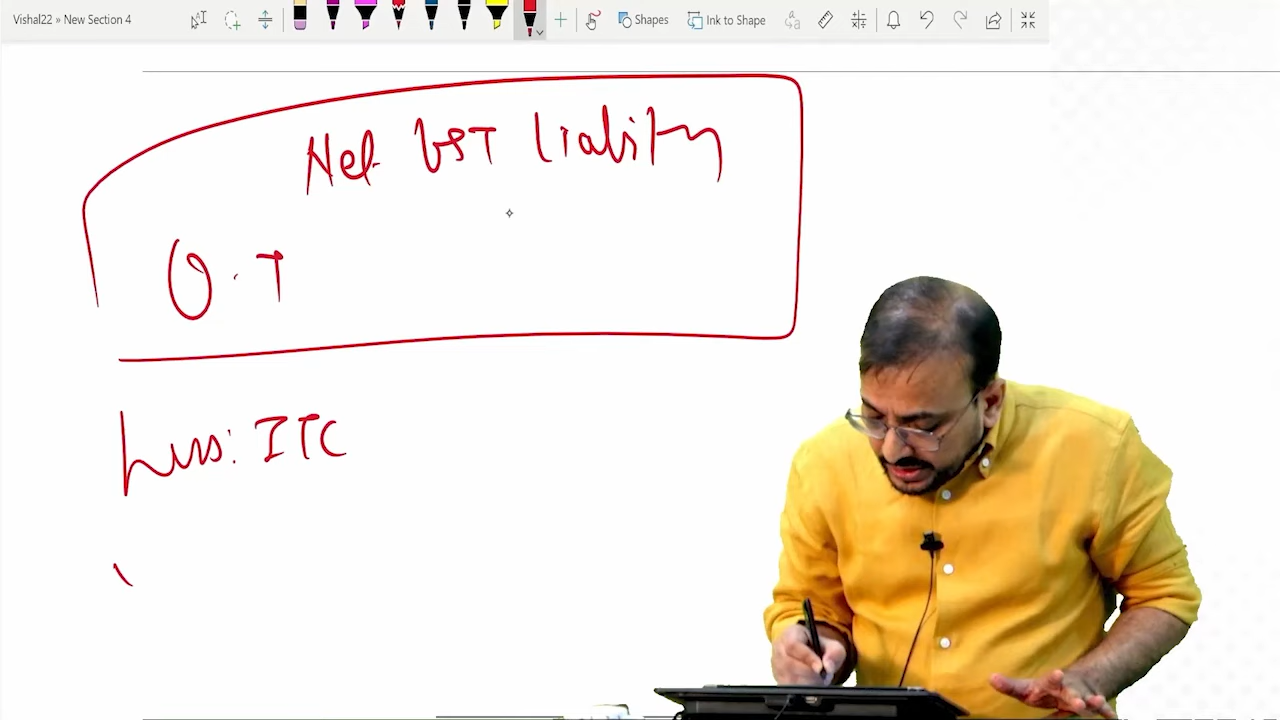 Vishal22 » New Section 4
Shapes
Ink to Shape
Net GST liability
O.T
Less: ITC